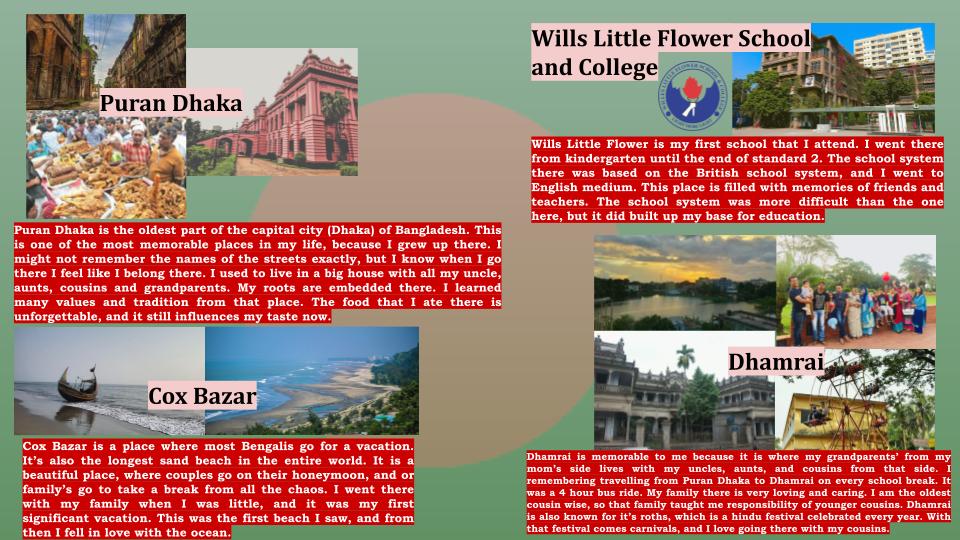 Puran Dhaka
Puran Dhaka is the oldest part of the capital city (Dhaka) of Bangladesh. This
is one of the most memorable places in my life, because I grew up there. I
might not remember the names of the streets exactly, but I know when I go
there I feel like I belong there. I used to live in a big house with all my uncle,
aunts, cousins and grandparents. My roots are embedded there. I learned
many values and tradition from that place. The food that I ate there is
unforgettable, and it still influences my taste now.
Cox Bazar
Cox Bazar is a place where most Bengalis go for a vacation.
It's also the longest sand beach in the entire world. It is a
beautiful place, where couples go on their honeymoon, and or
family's go to take a break from all the chaos. I went there
with my family when I was little, and it was my first
significant vacation. This was the first beach I saw, and from
then I fell in love with the ocean.
Wills Little Flower School
and College
Wills Little Flower is my first school that I attend. I went there
from kindergarten until the end of standard 2. The school system
there was based on the British school system, and I went to
English medium. This place is filled with memories of friends and
teachers. The school system was more difficult than the one
here, but it did built up my base for education.
Dhamrai
Dhamrai is memorable to me because it is where my grandparents' from my
mom's side lives with my uncles, aunts, and cousins from that side. I
remembering travelling from Puran Dhaka to Dhamrai on every school break. It
was a 4 hour bus ride. My family there is very loving and caring. I am the oldest
cousin wise, so that family taught me responsibility of younger cousins. Dhamrai
is also known for it's roths, which is a hindu festival celebrated every year. With
that festival comes carnivals, and I love going there with my cousins.